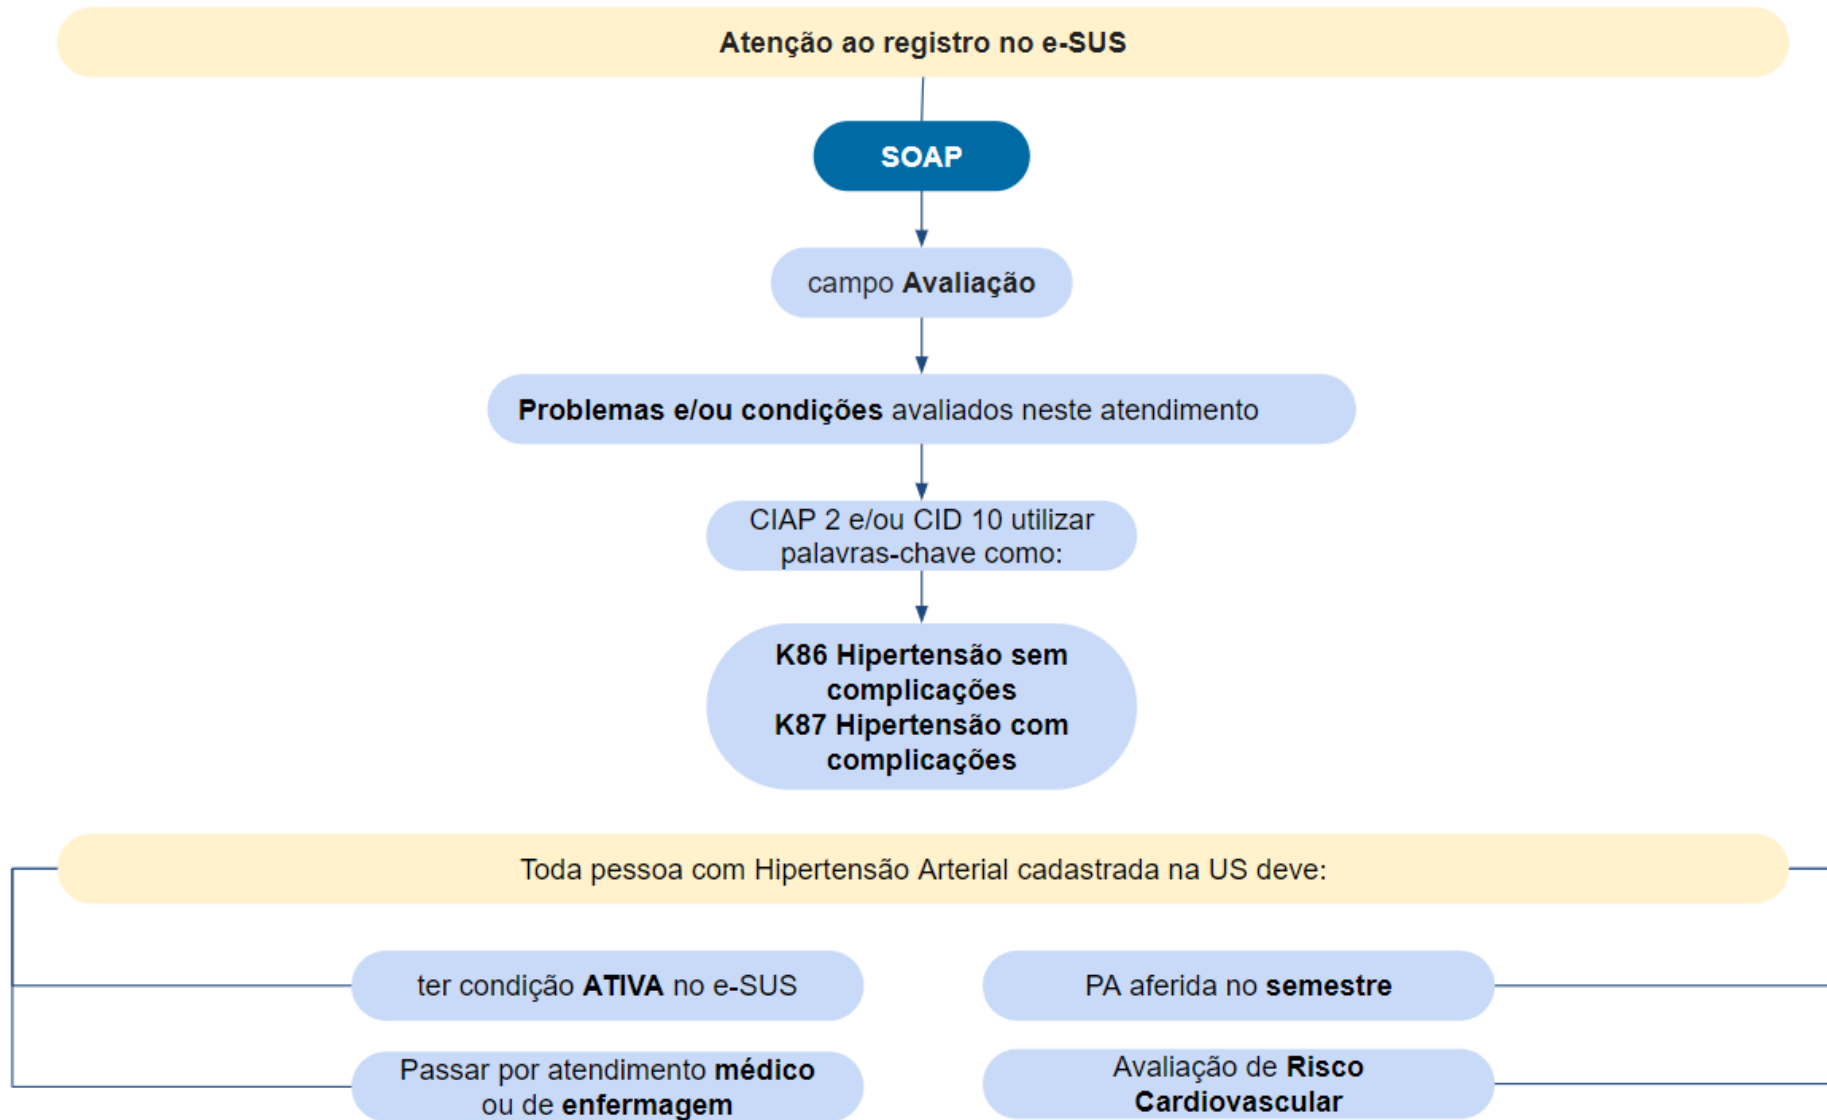 Atenção ao registro no e-SUS
SOAP
campo Avaliação
Problemas e/ou condições avaliados neste atendimento
CIAP 2 e/ou CID 10 utilizar
palavras-chave como:
K86 Hipertensão sem
complicações
K87 Hipertensão com
complicações
Toda pessoa com Hipertensão Arterial cadastrada na US deve:
ter condição ATIVA no e-SUS
PA aferida no semestre
Passar por atendimento médico
ou de enfermagem
Avaliação de Risco
Cardiovascular